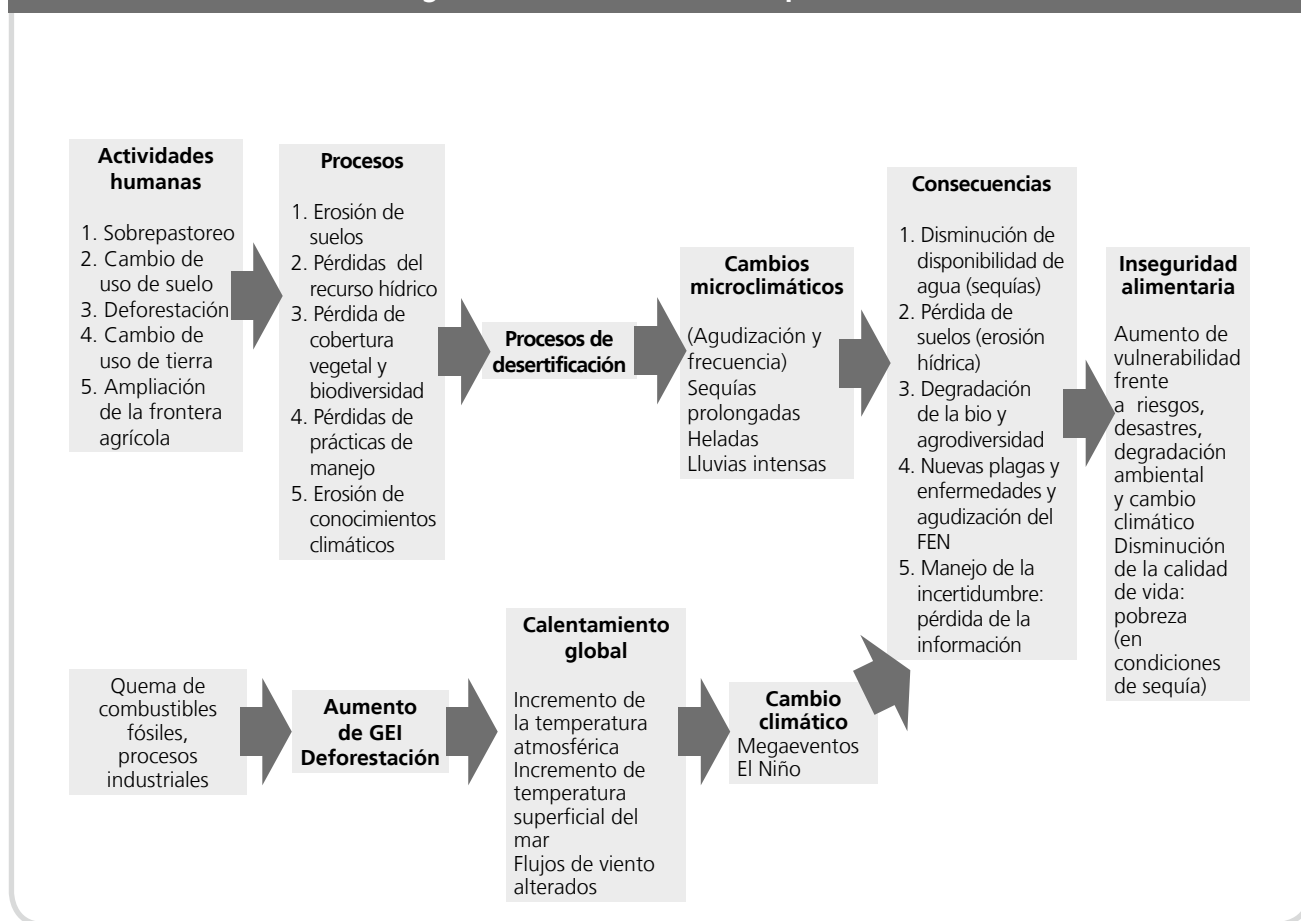 Actividades
humanas
1. Sobrepastoreo
2. Cambio de
uso de suelo
3. Deforestación
4. Cambio de
uso de tierra
5. Ampliación
de la frontera
agrícola
Procesos
1. Erosión de
suelos
2. Pérdidas del
recurso hídrico
3. Pérdida de
cobertura
vegetal y
biodiversidad
4. Pérdidas de
prácticas de
manejo
5. Erosión de
conocimientos
climáticos
Procesos de
desertificación
Cambios
microclimáticos
(Agudización y
frecuencia)
Sequías
prolongadas
Heladas
Lluvias intensas
Consecuencias
1. Disminución de
disponibilidad de
agua (sequías)
2. Pérdida de
suelos (erosión
hídrica)
3. Degradación
de la bio y
agrodiversidad
4. Nuevas plagas y
enfermedades y
agudización del
FEN
5. Manejo de la
incertidumbre:
pérdida de la
información
Inseguridad
alimentaria
Aumento de
vulnerabilidad
frente
a riesgos,
desastres,
degradación
ambiental
y cambio
climático
Disminución
de la calidad
de vida:
pobreza
(en
condiciones
de sequía)
Quema de
combustibles
fósiles,
procesos
industriales
Aumento
de GEI
Deforestación
Calentamiento
global
Incremento de
la temperatura
atmosférica
Incremento de
temperatura
superficial del
mar
Flujos de viento
alterados
Cambio
climático
Megaeventos
El Niño